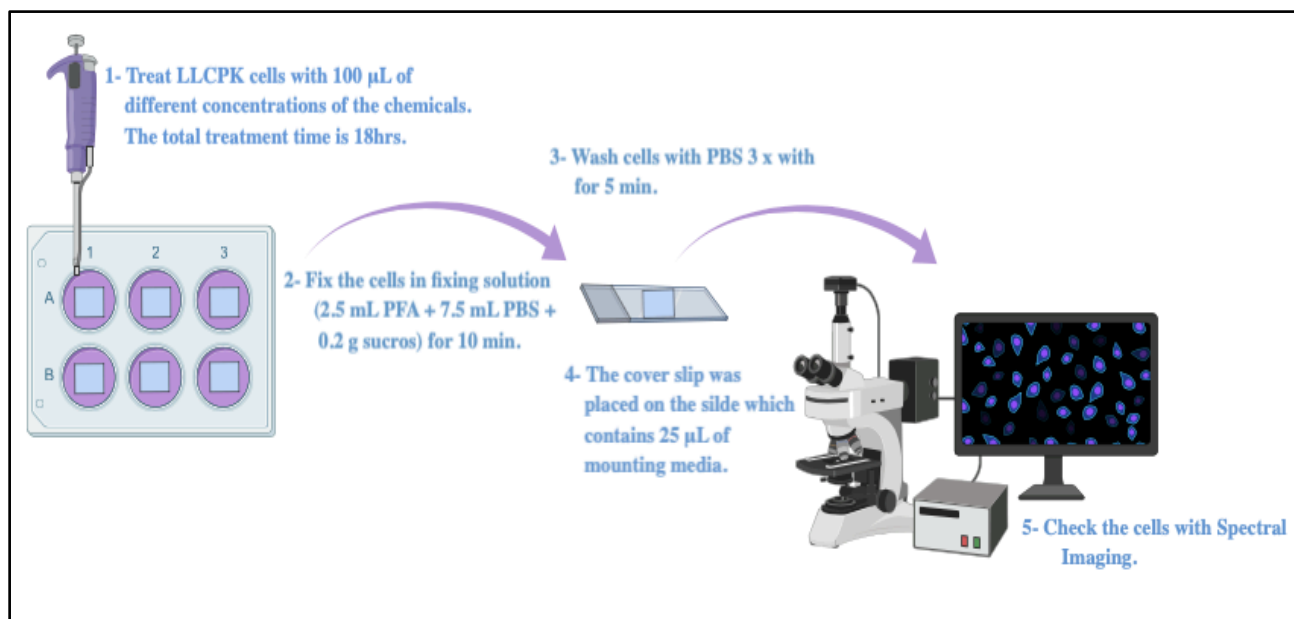 1- Treat LLCPK cells with 100 µL of
different concentrations of the chemicals.
The total treatment time is 18hrs.
1 2 3
A
B
2- Fix the cells in fixing solution
(2.5 mL PFA + 7.5 mL PBS +
0.2 g sucros) for 10 min.
3- Wash cells with PBS 3 x with
for 5 min.
4- The cover slip was
placed on the silde which
contains 25 µL of
mounting media.
5- Check the cells with Spectral
Imaging.